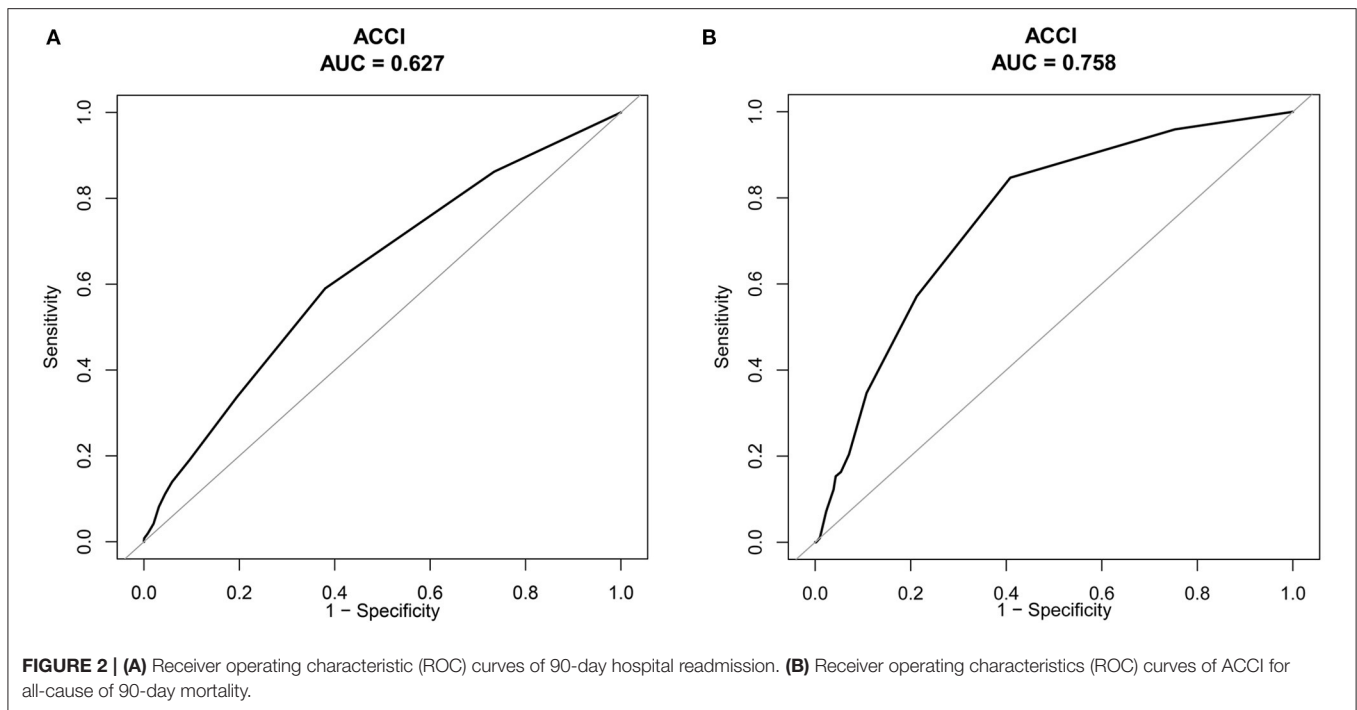 A
ACCI
AUC = 0.627
Sensitivity
1.0
0.8
0.6
0.4
0.2
0.0
0.0 0.2 0.4 0.6 0.8 1.0
1 − Specificity
B
ACCI
AUC = 0.758
Sensitivity
1.0
0.8
0.6
0.4
0.2
0.0
0.0 0.2 0.4 0.6 0.8 1.0
1 − Specificity
FIGURE 2 | (A) Receiver operating characteristic (ROC) curves of 90-day hospital readmission. (B) Receiver operating characteristics (ROC) curves of ACCI for
all-cause of 90-day mortality.